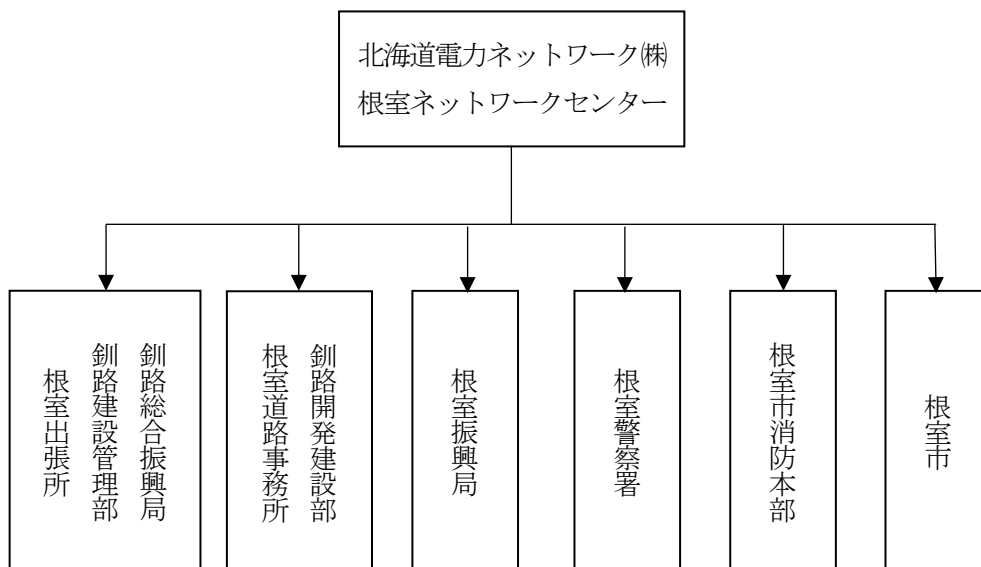 北海道電力ネットワーク㈱
根室ネットワークセンター
釧路総合振興局
釧路建設管理部
根室出張所
釧路開発建設部
根室道路事務所
根室振興局
根室警察署
根室市消防本部
根室市